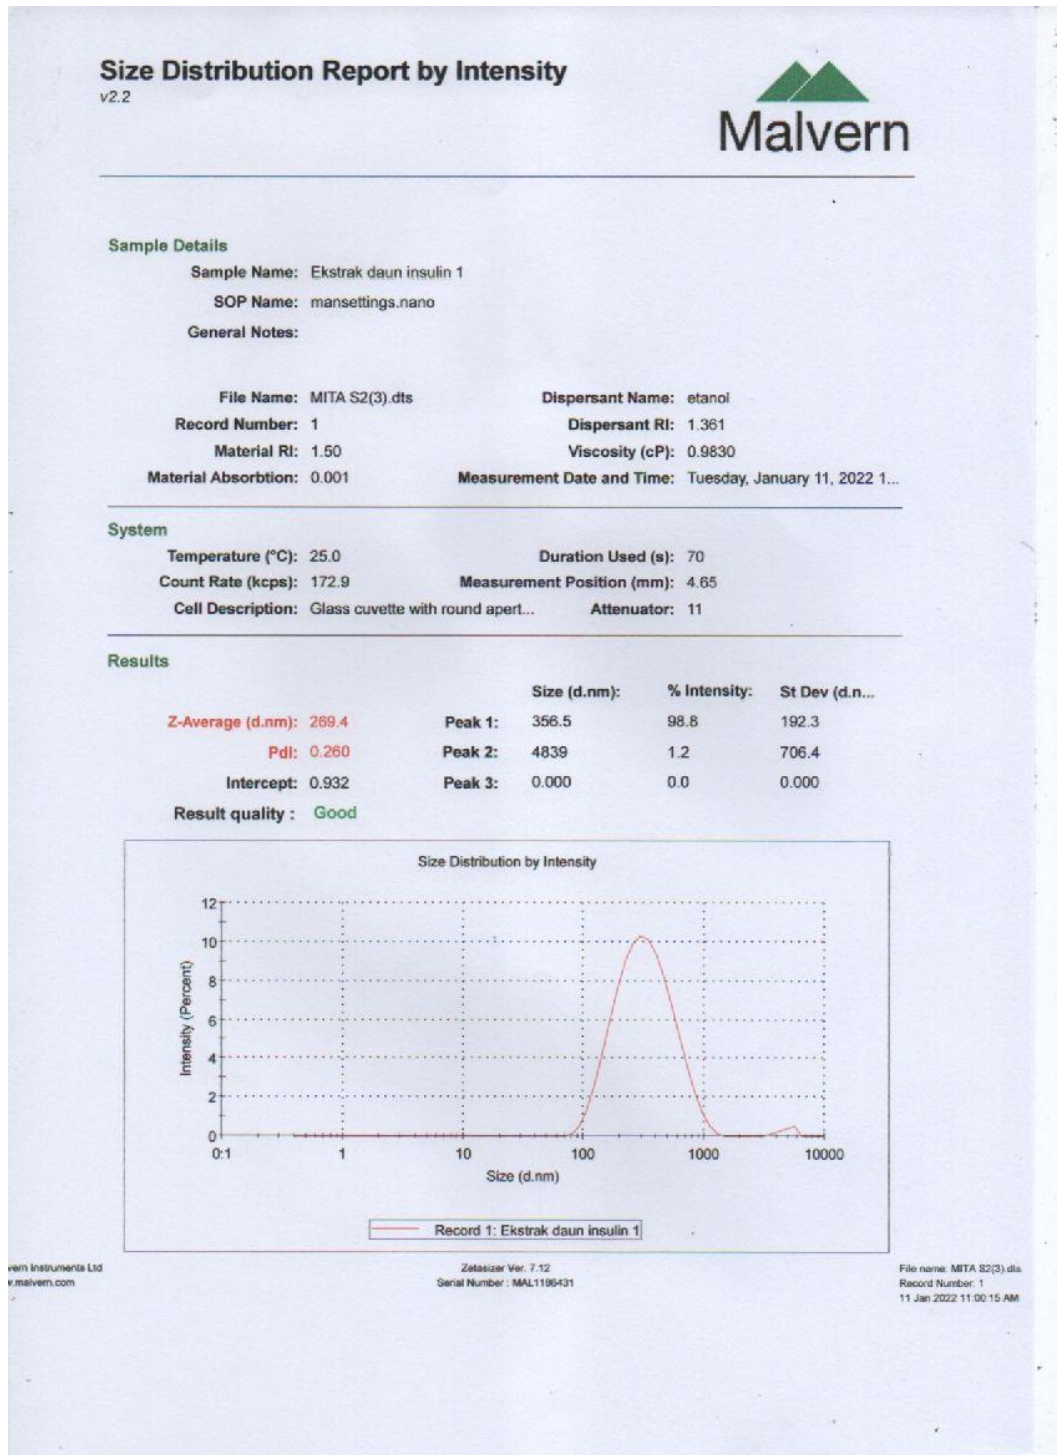 Size Distribution Report by Intensity
v2.2
Malvern
Sample Details
Sample Name: Ekstrak daun insulin 1
SOP Name: mansettings.nano
General Notes:
File Name: MITA S2(3).dts Dispersant Name: etanol
Record Number: 1 Dispersant RI: 1.361
Material RI: 1.50 Viscosity (cP): 0.9830
Material Absorbtion: 0.001 Measurement Date and Time: Tuesday, January 11, 2022 1...
System
Temperature (°C): 25.0 Duration Used (s): 70
Count Rate (kcps): 172.9 Measurement Position (mm): 4.65
Cell Description: Glass cuvette with round apert... Attenuator: 11
Results
Size (d.nm): % Intensity: St Dev (d.n...
Z-Average (d.nm): 269.4 Peak 1: 356.5 98.8 192.3
PdI: 0.260 Peak 2: 4839 1.2 706.4
Intercept: 0.932 Peak 3: 0.000 0.0 0.000
Result quality : Good
Size Distribution by Intensity
Intensity (Percent)
12
10
8
6
4
2
0
0.1 1 10 100 1000 10000
Size (d.nm)
Record 1: Ekstrak daun insulin 1
vern Instruments Ltd Zetasizer Ver. 7.12 File name: MITA S2(3).dts
w.malvern.com Serial Number : MAL1186431 Record Number: 1
11 Jan 2022 11:00:15 AM